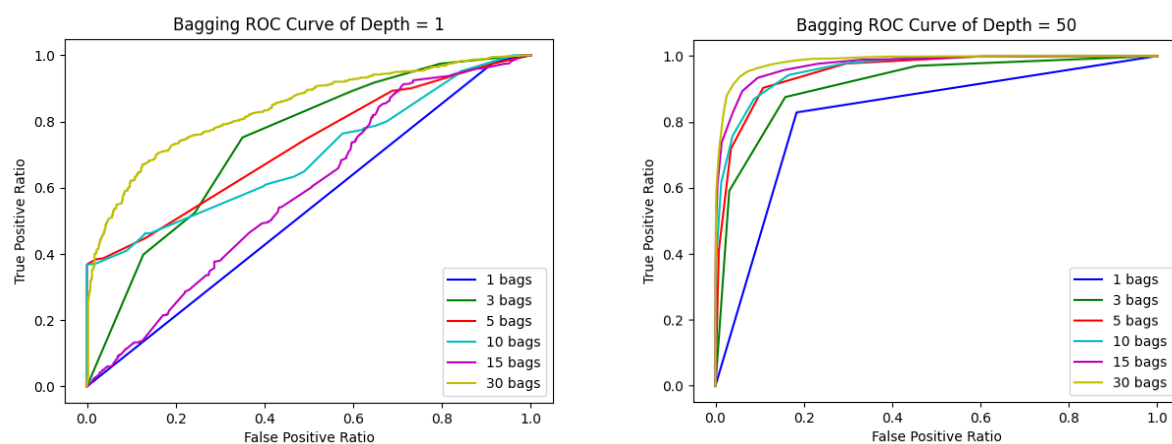 Bagging ROC Curve of Depth = 1
1.0
0.8
0.6
0.4
0.2
0.0
True Positive Ratio
0.0 0.2 0.4 0.6 0.8 1.0
False Positive Ratio
1 bags
3 bags
5 bags
10 bags
15 bags
30 bags
Bagging ROC Curve of Depth = 50
1.0
0.8
0.6
0.4
0.2
0.0
True Positive Ratio
0.0 0.2 0.4 0.6 0.8 1.0
False Positive Ratio
1 bags
3 bags
5 bags
10 bags
15 bags
30 bags